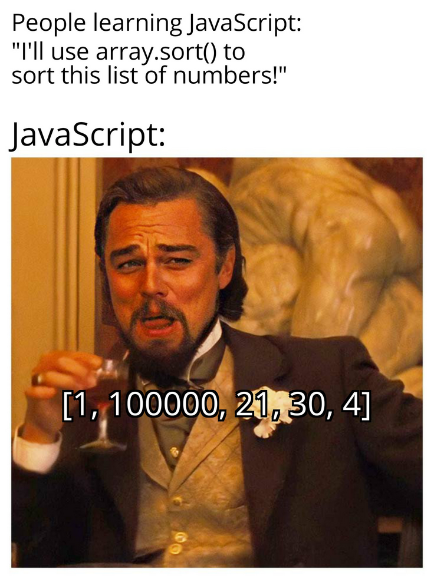 People learning JavaScript:
"I'll use array.sort() to
sort this list of numbers!"
JavaScript:
[1, 100000, 21, 30, 4]